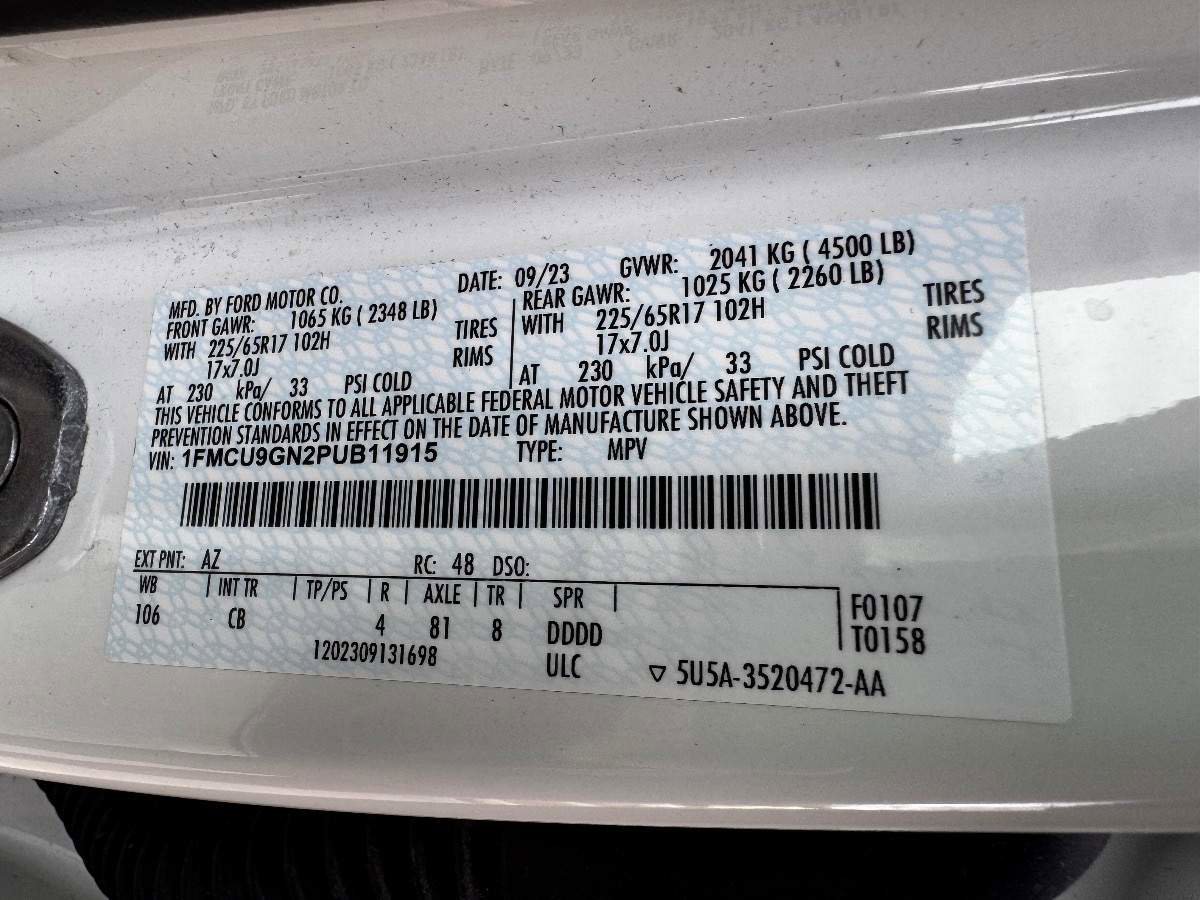 MFD. BY FORD MOTOR CO. DATE: 09/23 GVWR: 2041 KG ( 4500 LB)
FRONT GAWR: 1065 KG ( 2348 LB) REAR GAWR: 1025 KG ( 2260 LB)
WITH 225/65R17 102H TIRES WITH 225/65R17 102H TIRES
17x7.0J RIMS 17x7.0J RIMS
AT 230 kPa/ 33 PSI COLD AT 230 kPa/ 33 PSI COLD
THIS VEHICLE CONFORMS TO ALL APPLICABLE FEDERAL MOTOR VEHICLE SAFETY AND THEFT
PREVENTION STANDARDS IN EFFECT ON THE DATE OF MANUFACTURE SHOWN ABOVE.
VIN: 1FMCU9GN2PUB11915 TYPE: MPV
EXT PNT: AZ RC: 48 DSO:
WB INT TR TP/PS R AXLE TR SPR
106 CB 4 81 8 DDDD
F0107
T0158
1202309131698 ULC ▽ 5U5A-3520472-AA